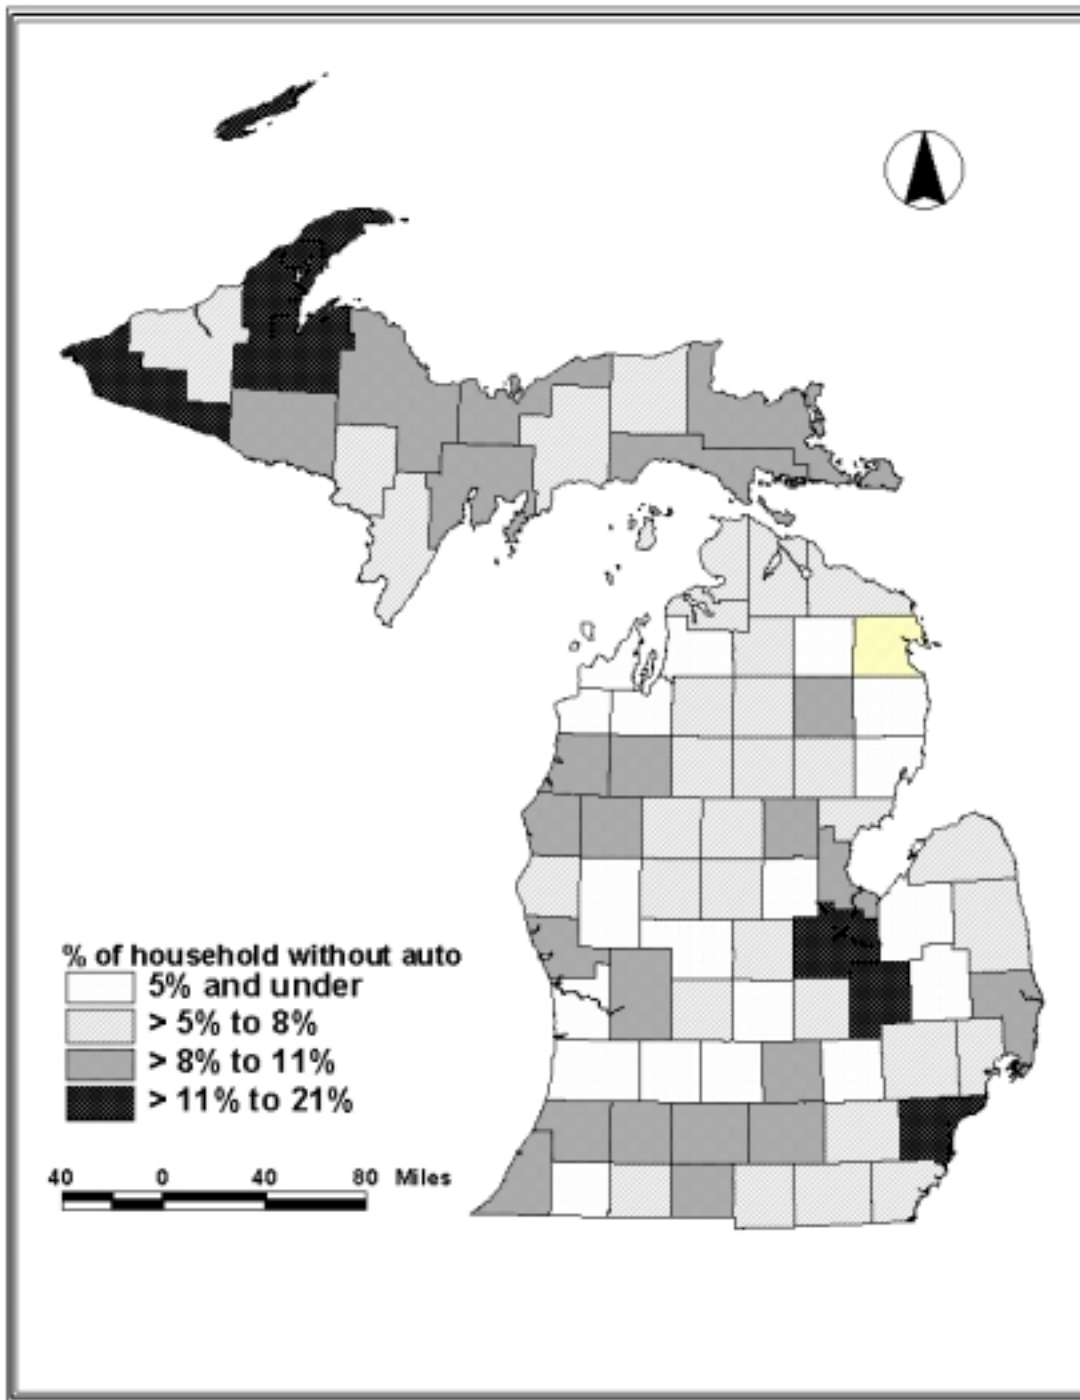 % of household without auto
5% and under
> 5% to 8%
> 8% to 11%
> 11% to 21%
40 0 40 80 Miles